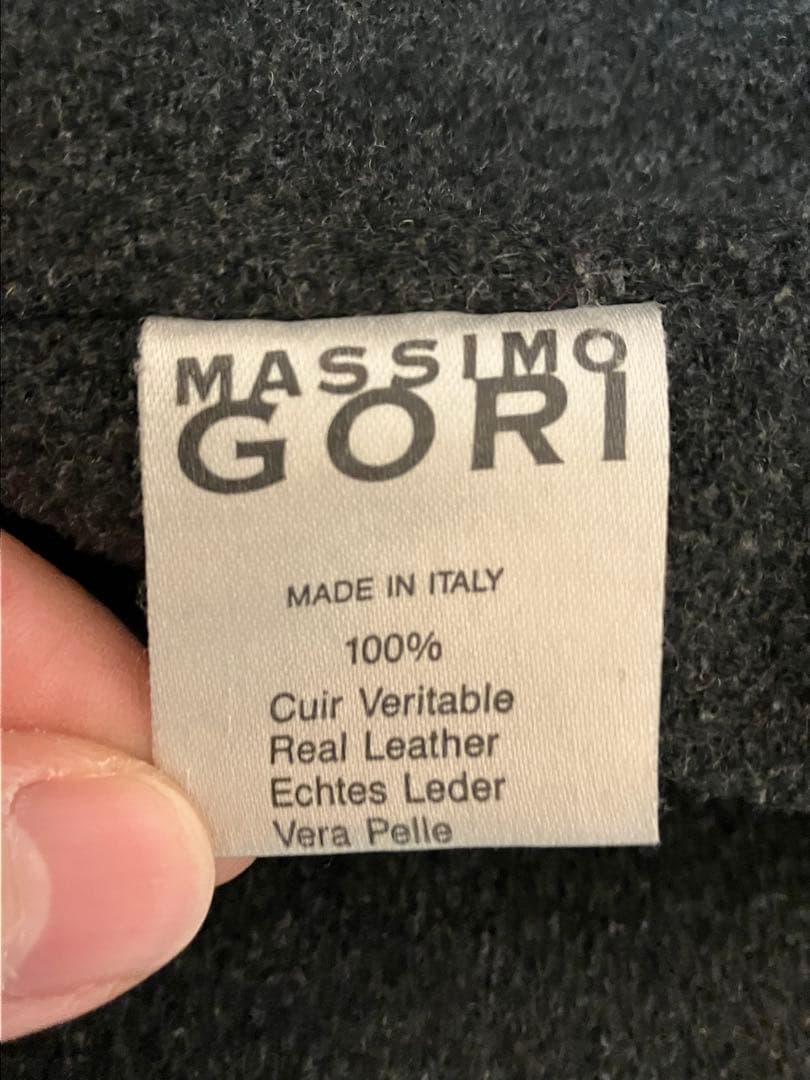 MASSIMO
GORI
MADE IN ITALY
100%
Cuir Veritable
Real Leather
Echtes Leder
Vera Pelle